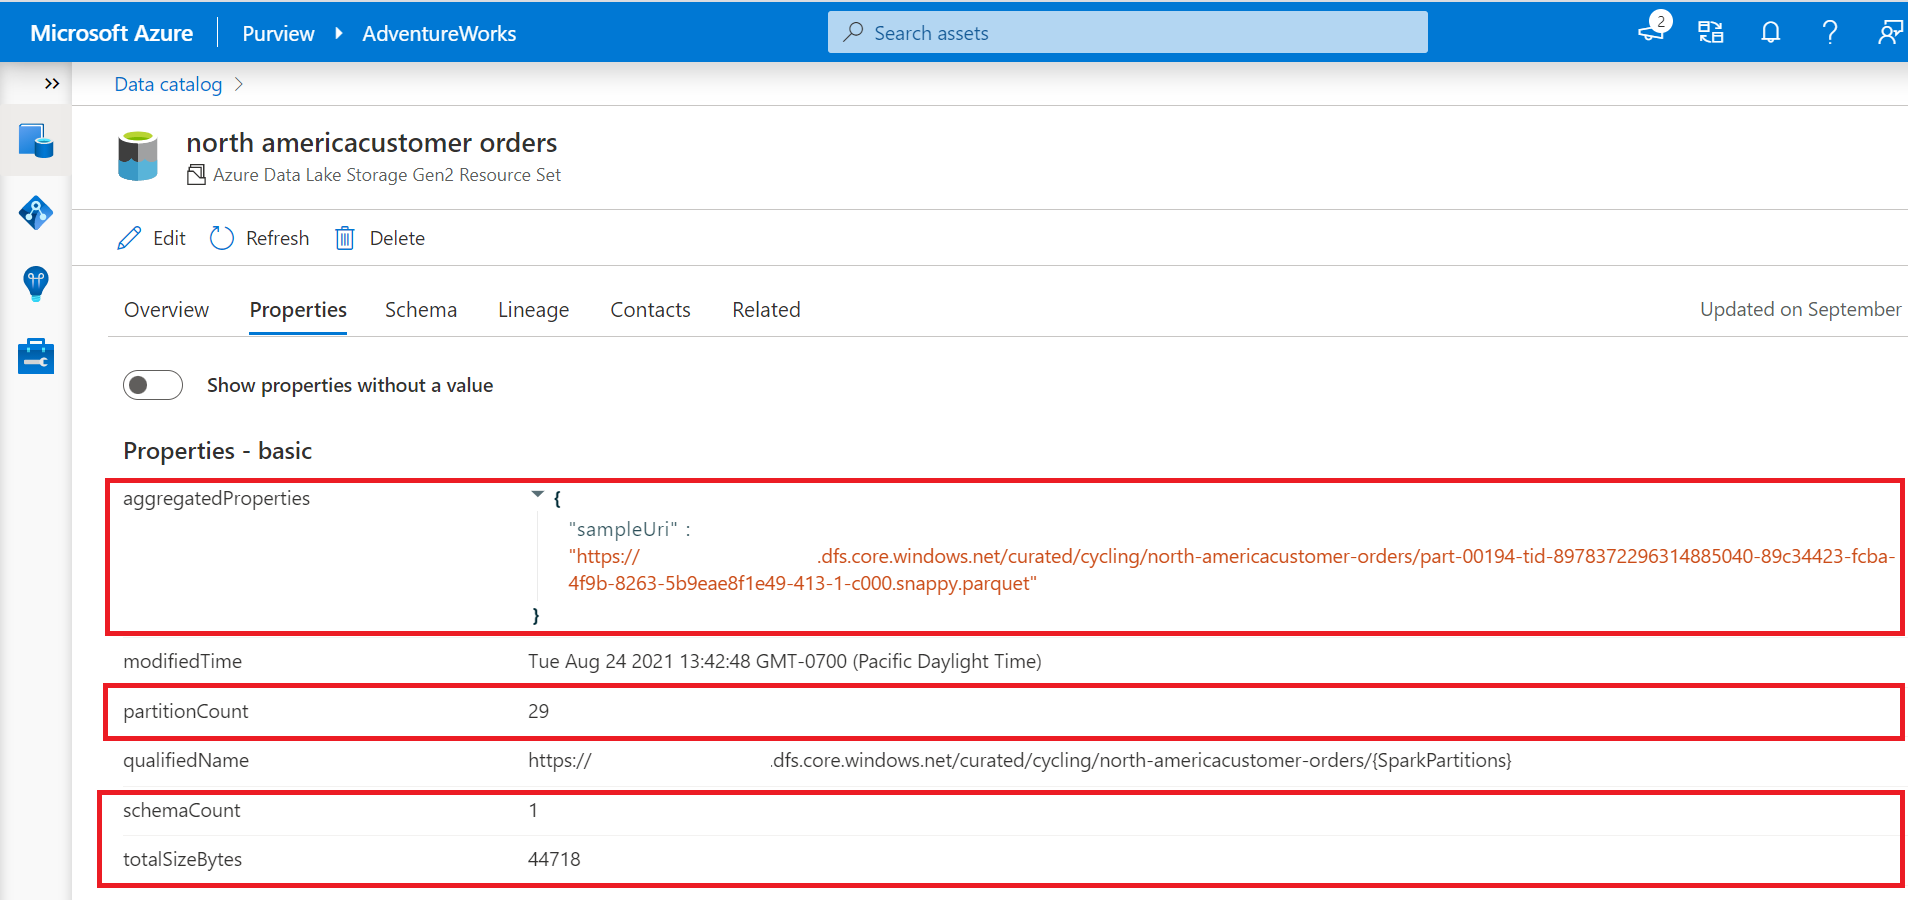 Microsoft Azure Purview AdventureWorks Search assets 2
Data catalog
north americacustomer orders
Azure Data Lake Storage Gen2 Resource Set
Edit Refresh Delete
Overview Properties Schema Lineage Contacts Related Updated on September
Show properties without a value
Properties - basic
aggregatedProperties {
"sampleUri" :
"https:// .dfs.core.windows.net/curated/cycling/north-americacustomer-orders/part-00194-tid-8978372296314885040-89c34423-fcba-
4f9b-8263-5b9eae8f1e49-413-1-c000.snappy.parquet"
}
modifiedTime Tue Aug 24 2021 13:42:48 GMT-0700 (Pacific Daylight Time)
partitionCount 29
qualifiedName https:// .dfs.core.windows.net/curated/cycling/north-americacustomer-orders/{SparkPartitions}
schemaCount 1
totalSizeBytes 44718